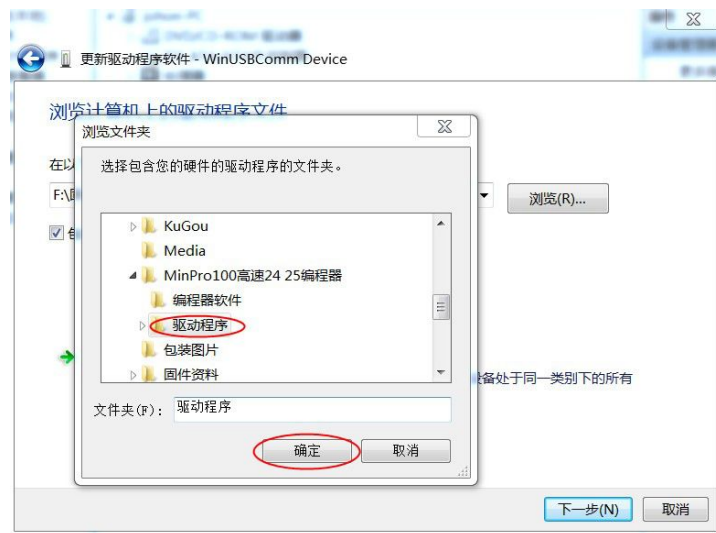 更新驱动程序软件 - WinUSBComm Device
浏览计算机上的驱动程序文件
浏览文件夹
选择包含您的硬件的驱动程序的文件夹。
在以
F:\
浏览(R)...
KuGou
Media
MinPro100高速24 25编程器
编程器软件
驱动程序
包装图片
固件资料
设备处于同一类别下的所有
文件夹(F): 驱动程序
确定 取消
下一步(N) 取消